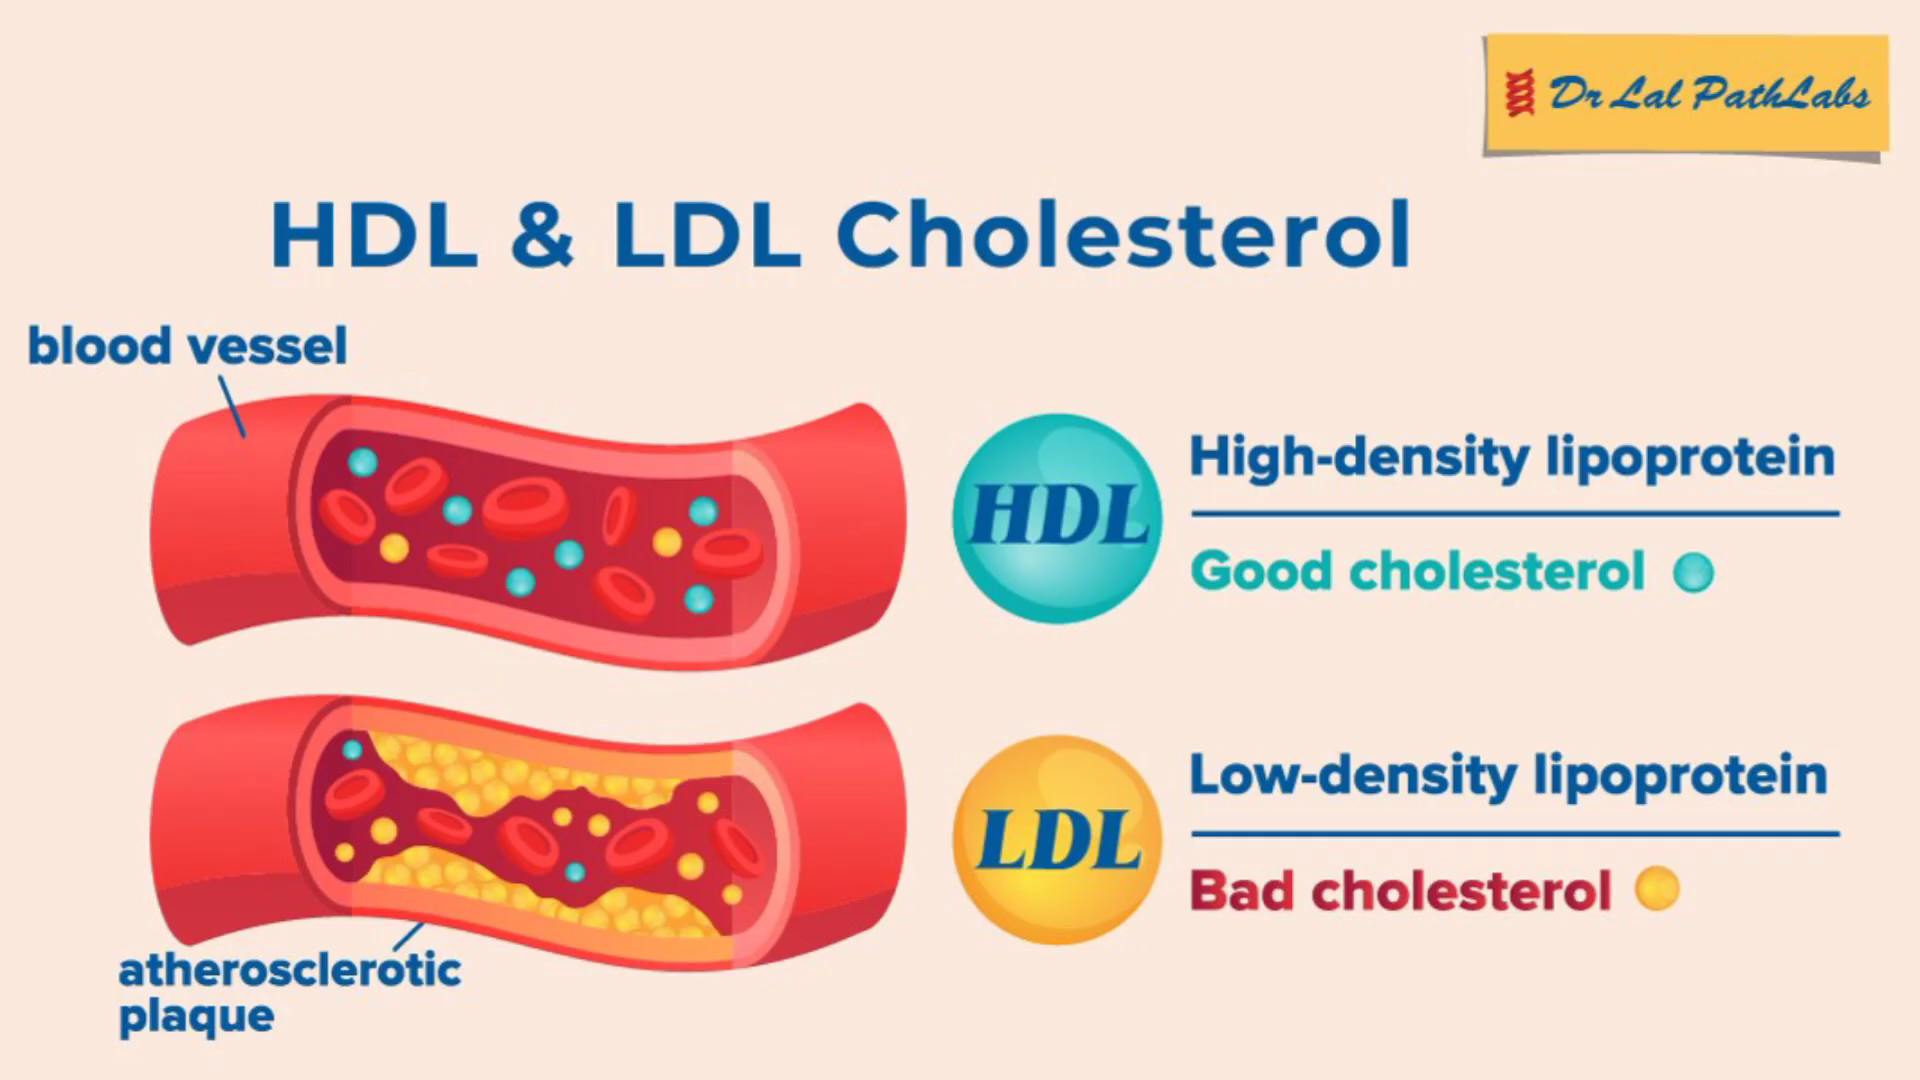 Dr Lal PathLabs
HDL & LDL Cholesterol
blood vessel
HDL
High-density lipoprotein
Good cholesterol
LDL
Low-density lipoprotein
Bad cholesterol
atherosclerotic
plaque